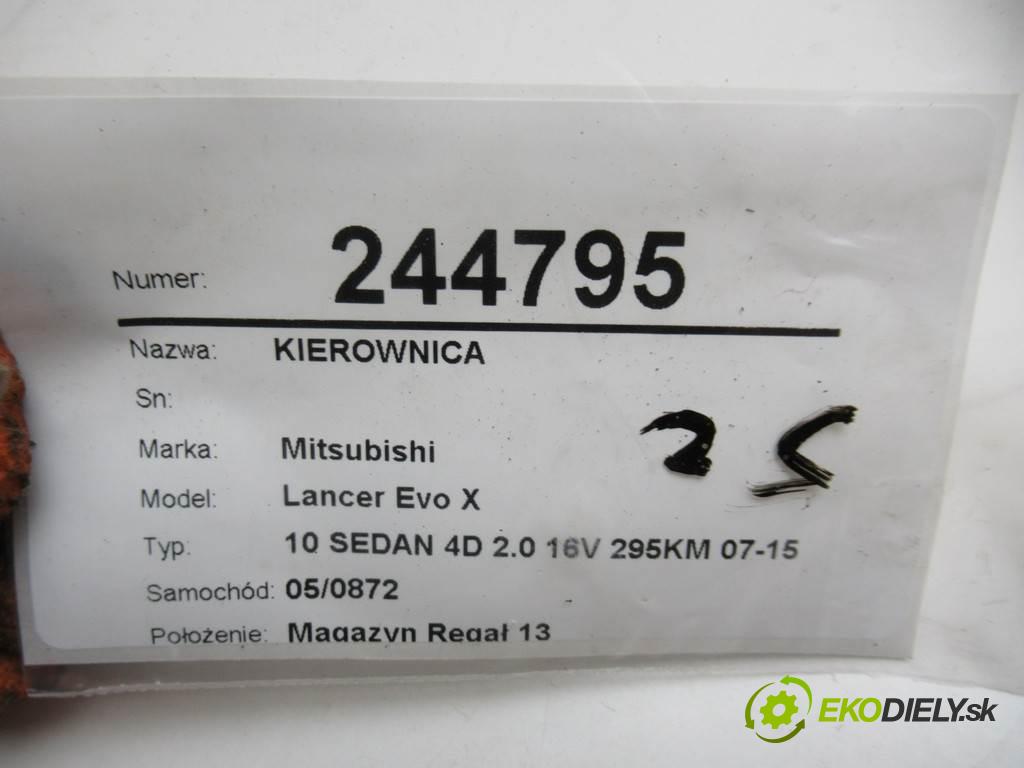 Numer: 244795
Nazwa: KIEROWNICA
Sn:
Marka: Mitsubishi
25
Model: Lancer Evo X
Typ: 10 SEDAN 4D 2.0 16V 295KM 07-15
Samochód: 05/0872
Położenie: Magazyn Regał 13
EKODIELY.sk